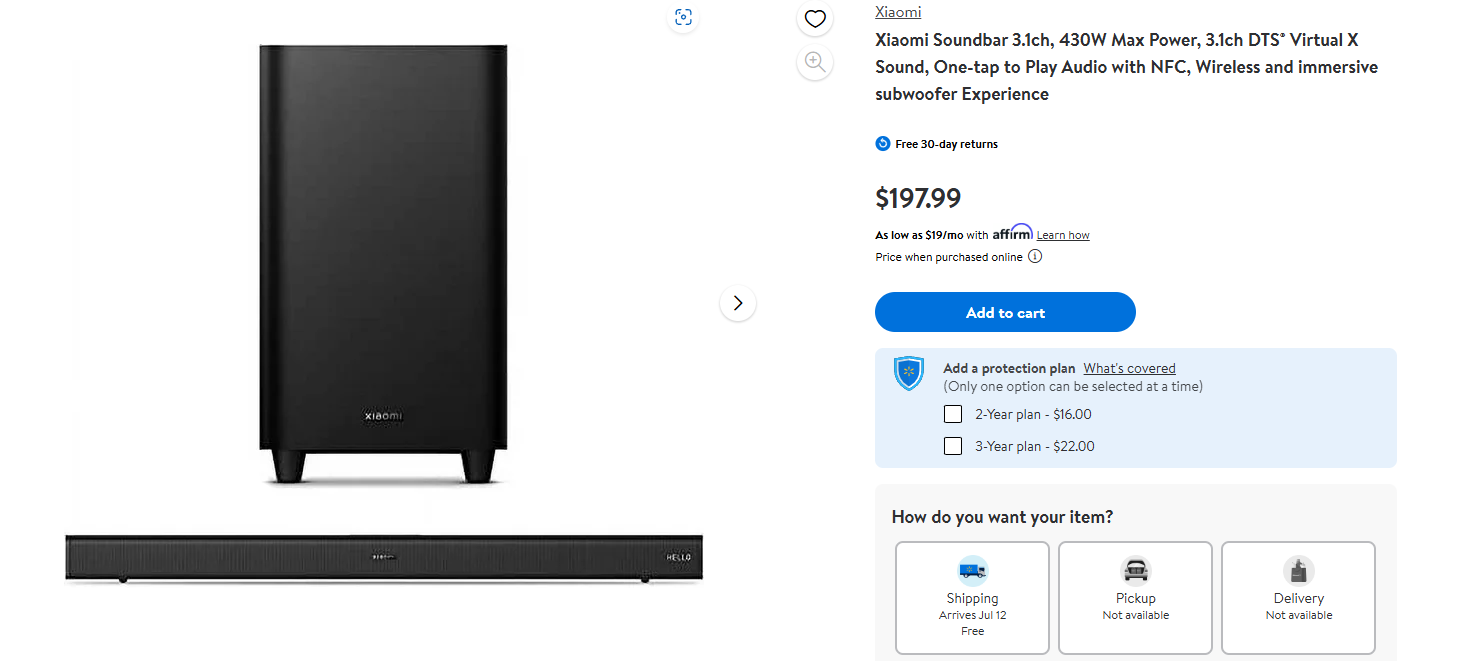 xiaomi
xiaomi
HELLO
Xiaomi
Xiaomi Soundbar 3.1ch, 430W Max Power, 3.1ch DTS® Virtual X
Sound, One-tap to Play Audio with NFC, Wireless and immersive
subwoofer Experience
Free 30-day returns
$197.99
As low as $19/mo with affirm Learn how
Price when purchased online
Add to cart
Add a protection plan What's covered
(Only one option can be selected at a time)
2-Year plan - $16.00
3-Year plan - $22.00
How do you want your item?
Shipping
Arrives Jul 12
Free
Pickup
Not available
Delivery
Not available